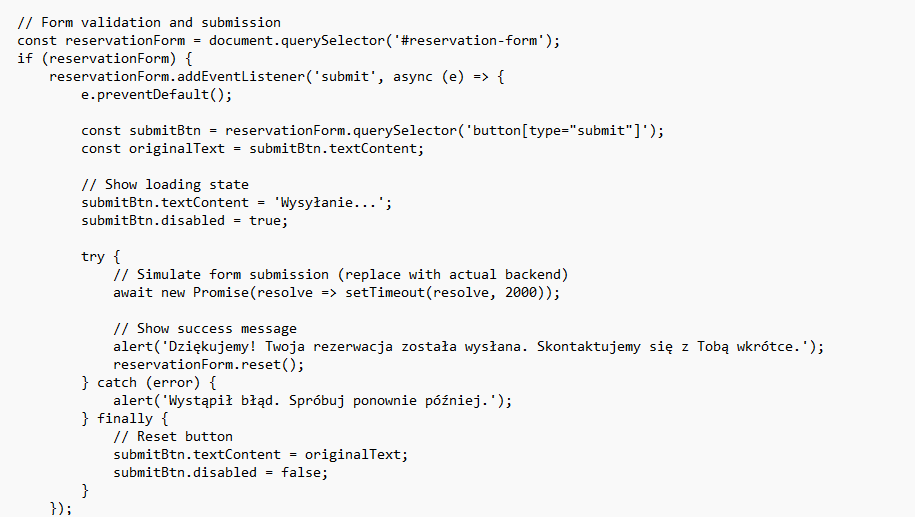 // Form validation and submission
const reservationForm = document.querySelector('#reservation-form');
if (reservationForm) {
    reservationForm.addEventListener('submit', async (e) => {
        e.preventDefault();

        const submitBtn = reservationForm.querySelector('button[type="submit"]');
        const originalText = submitBtn.textContent;

        // Show loading state
        submitBtn.textContent = 'Wysyłanie...';
        submitBtn.disabled = true;

        try {
            // Simulate form submission (replace with actual backend)
            await new Promise(resolve => setTimeout(resolve, 2000));

            // Show success message
            alert('Dziękujemy! Twoja rezerwacja została wysłana. Skontaktujemy się z Tobą wkrótce.');
            reservationForm.reset();
        } catch (error) {
            alert('Wystąpił błąd. Spróbuj ponownie później.');
        } finally {
            // Reset button
            submitBtn.textContent = originalText;
            submitBtn.disabled = false;
        }
    });